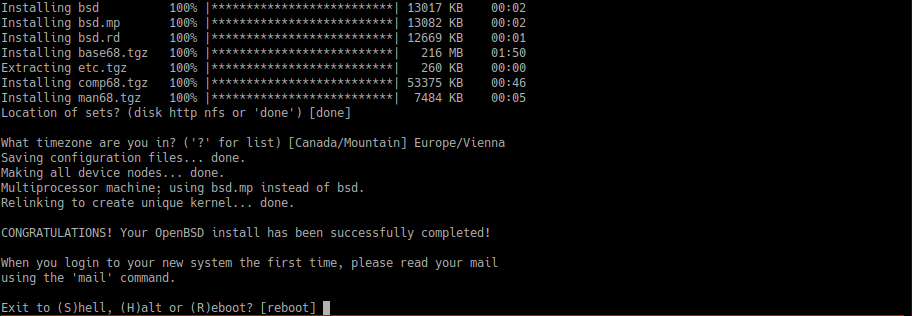 Installing bsd          100% |**************************| 13017 KB    00:02
Installing bsd.mp       100% |**************************| 13082 KB    00:02
Installing bsd.rd       100% |**************************| 12669 KB    00:01
Installing base68.tgz   100% |**************************|   216 MB    01:50
Extracting etc.tgz      100% |**************************|   260 KB    00:00
Installing comp68.tgz   100% |**************************| 53375 KB    00:46
Installing man68.tgz    100% |**************************|  7484 KB    00:05
Location of sets? (disk http nfs or 'done') [done]
What timezone are you in? ('?' for list) [Canada/Mountain] Europe/Vienna
Saving configuration files... done.
Making all device nodes... done.
Multiprocessor machine; using bsd.mp instead of bsd.
Relinking to create unique kernel... done.
CONGRATULATIONS! Your OpenBSD install has been successfully completed!
When you login to your new system the first time, please read your mail
using the 'mail' command.
Exit to (S)hell, (H)alt or (R)eboot? [reboot]